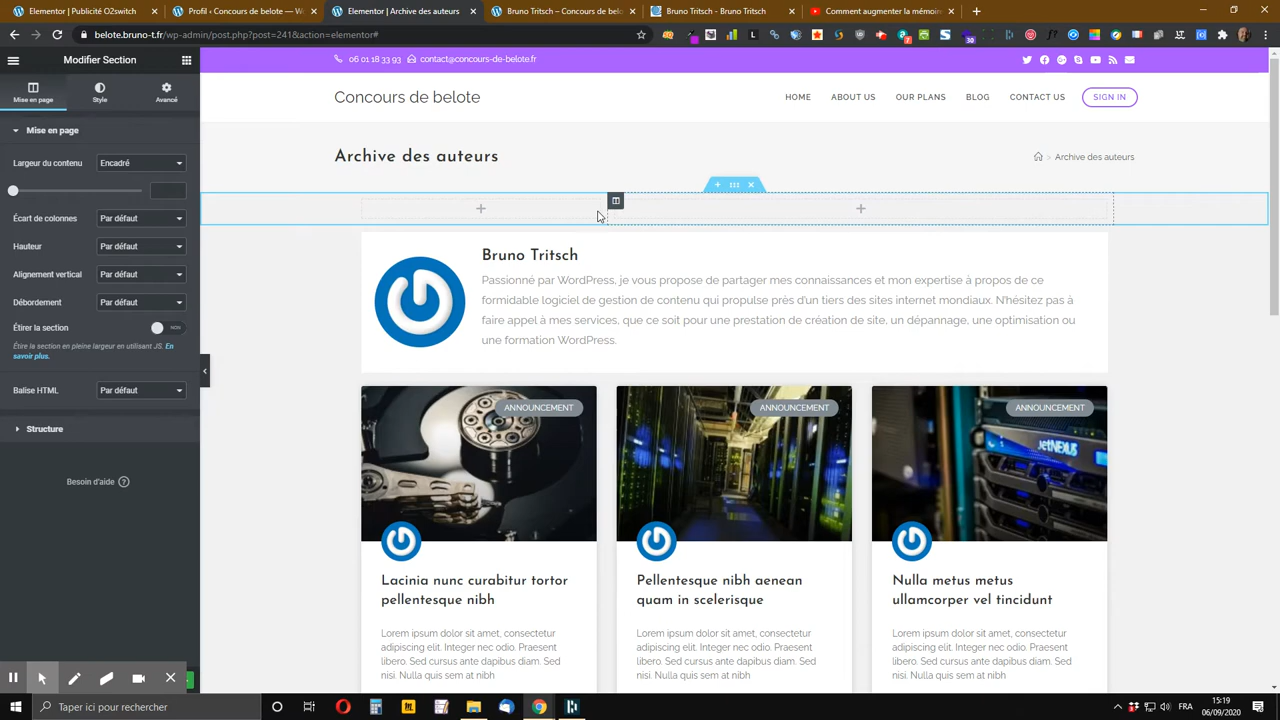 Elementor | Publicité O2switch
Profil ‹ Concours de belote — W
Elementor | Archive des auteurs
Bruno Tritsch - Concours de belo
Bruno Tritsch - Bruno Tritsch
Comment augmenter la mémoire
belote.bruno-t.fr/wp-admin/post.php?post=241&action=elementor#
Modifier Section
06 01 18 33 93 contact@concours-de-belote.fr
Mise en page Style Avancé
Concours de belote
HOME ABOUT US OUR PLANS BLOG CONTACT US SIGN IN
Mise en page
Archive des auteurs
Archive des auteurs
Largeur du contenu Encadré
Écart de colonnes Par défaut
Hauteur Par défaut
Alignement vertical Par défaut
Débordement Par défaut
Étirer la section NON
Étire la section en pleine largeur en utilisant JS. En
savoir plus.
Balise HTML Par défaut
Structure
Besoin d'aide ?
Bruno Tritsch
Passionné par WordPress, je vous propose de partager mes connaissances et mon expertise à propos de ce
formidable logiciel de gestion de contenu qui propulse près d'un tiers des sites internet mondiaux. N'hésitez pas à
faire appel à mes services, que ce soit pour une prestation de création de site, un dépannage, une optimisation ou
une formation WordPress.
ANNOUNCEMENT ANNOUNCEMENT ANNOUNCEMENT
jetNEXUS
Lacinia nunc curabitur tortor
pellentesque nibh
Lorem ipsum dolor sit amet, consectetur
adipiscing elit. Integer nec odio. Praesent
libero. Sed cursus ante dapibus diam. Sed
nisi. Nulla quis sem at nibh
Pellentesque nibh aenean
quam in scelerisque
Lorem ipsum dolor sit amet, consectetur
adipiscing elit. Integer nec odio. Praesent
libero. Sed cursus ante dapibus diam. Sed
nisi. Nulla quis sem at nibh
Nulla metus metus
ullamcorper vel tincidunt
Lorem ipsum dolor sit amet, consectetur
adipiscing elit. Integer nec odio. Praesent
libero. Sed cursus ante dapibus diam. Sed
nisi. Nulla quis sem at nibh
Taper ici pour rechercher
FRA
15:19
06/09/2020